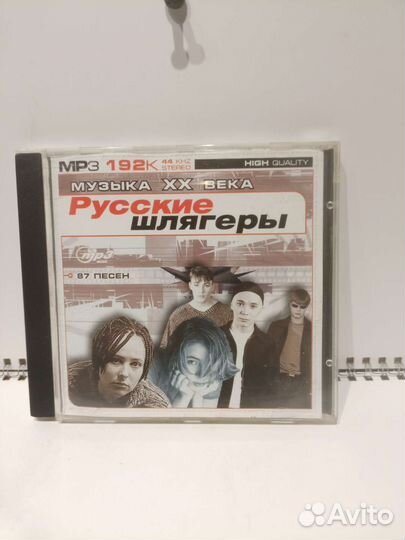 MP3 192K 44 KHZ STEREO HIGH QUALITY
МУЗЫКА XX ВЕКА
Русские
шлягеры
mp3
87 ПЕСЕН
Avito